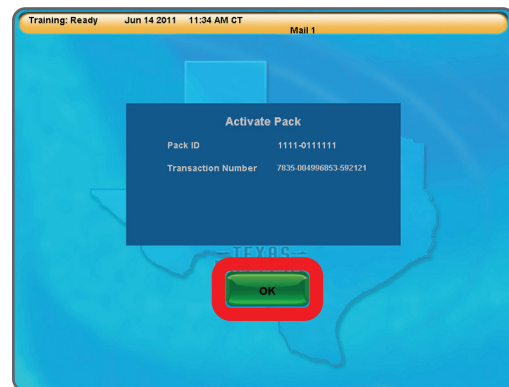 Training: Ready Jun 14 2011 11:34 AM CT
Mail 1
Activate Pack
Pack ID 1111-0111111
Transaction Number 7835-004996853-592121
TEXAS
OK